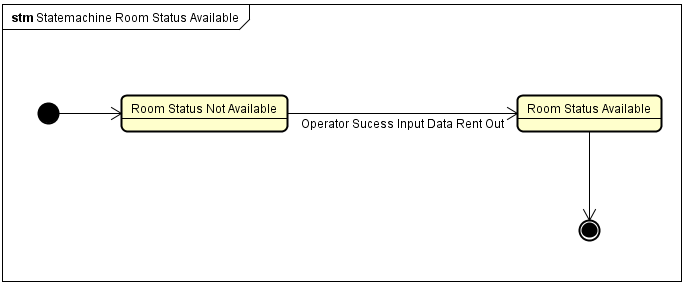 stm Statemachine Room Status Available
Room Status Not Available
Room Status Available
Operator Sucess Input Data Rent Out